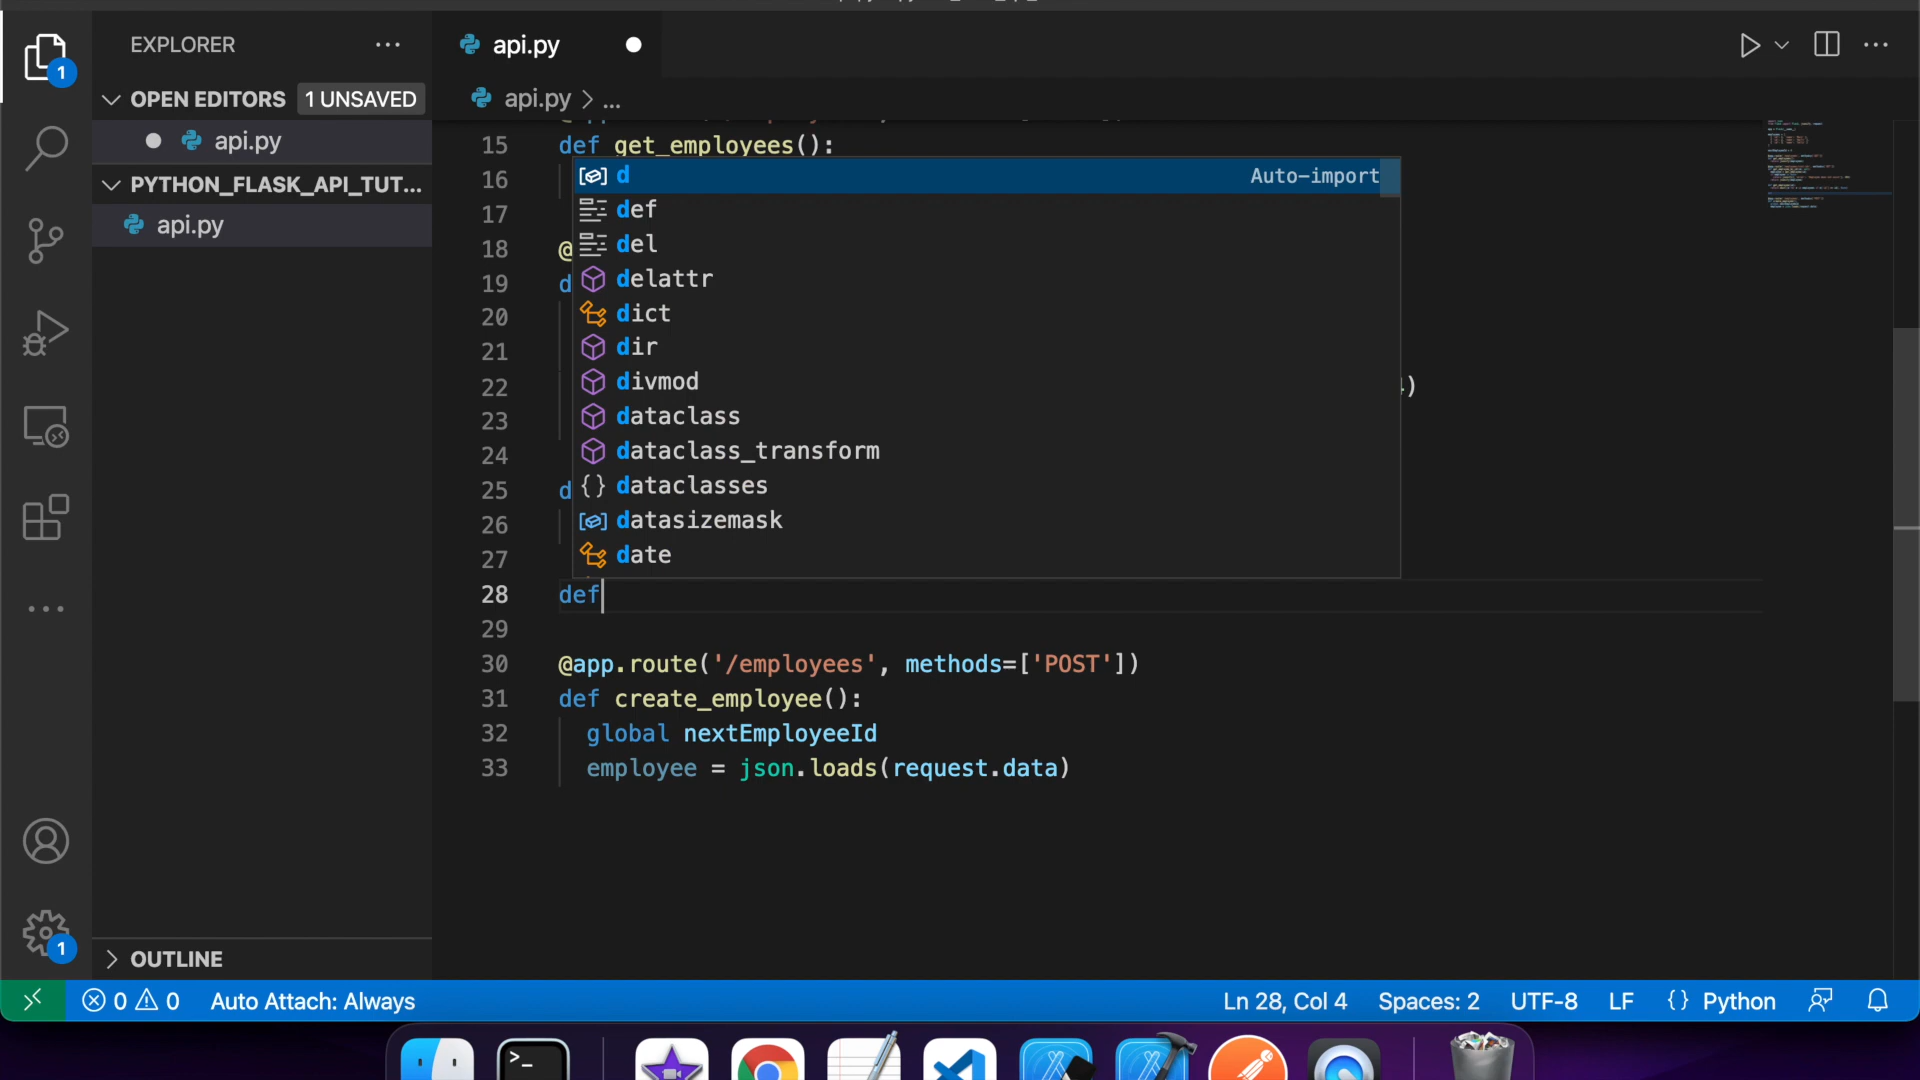 EXPLORER
OPEN EDITORS
1 UNSAVED
api.py
PYTHON_FLASK_API_TUT...
api.py
OUTLINE
api.py
api.py > ...
15 def get_employees():
16
17
18 @
19 d
20
21
22 )
23
24
25 d
26
27
d Auto-import
def
del
delattr
dict
dir
divmod
dataclass
dataclass_transform
dataclasses
datasizemask
date
28 def
29
30 @app.route('/employees', methods=['POST'])
31 def create_employee():
32 global nextEmployeeId
33 employee = json.loads(request.data)
1
1
0 0 Auto Attach: Always
Ln 28, Col 4 Spaces: 2 UTF-8 LF {} Python